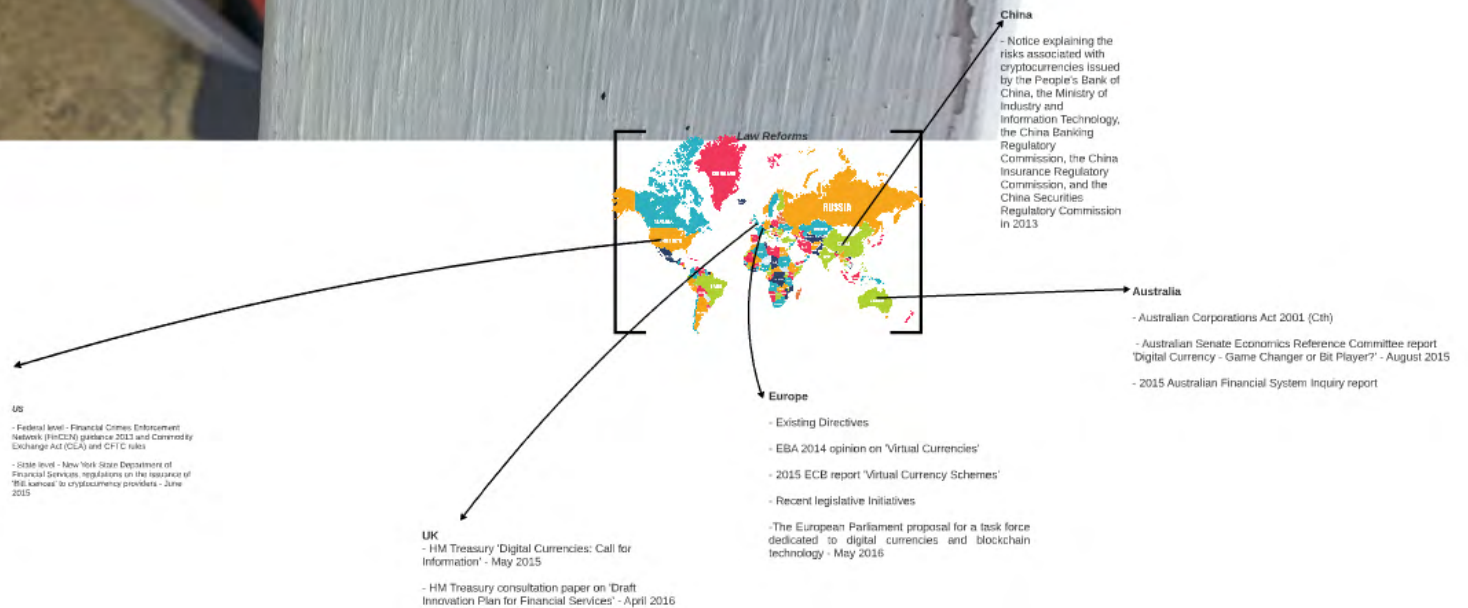 China
- Notice explaining the
risks associated with
cryptocurrencies issued
by the People's Bank of
China, the Ministry of
Industry and
Information Technology,
the China Banking
Regulatory
Commission, the China
Insurance Regulatory
Commission, and the
China Securities
Regulatory Commission
in 2013
Law Reforms
RUSSIA
Australia
- Australian Corporations Act 2001 (Cth)
- Australian Senate Economics Reference Committee report
'Digital Currency - Game Changer or Bit Player?' - August 2015
- 2015 Australian Financial System Inquiry report
US
- Federal level - Financial Crimes Enforcement
Network (FinCEN) guidance 2013 and Commodity
Exchange Act (CEA) and CFTC rules
- State level - New York State Department of
Financial Services, regulations on the issuance of
to cryptocurrency providers - June
2015
Europe
- Existing Directives
- EBA 2014 opinion on 'Virtual Currencies'
- 2015 ECB report 'Virtual Currency Schemes'
- Recent legislative Initiatives
-The European Parliament proposal for a task force
dedicated to digital currencies and blockchain
technology - May 2016
UK
- HM Treasury 'Digital Currencies: Call for
Information' - May 2015
- HM Treasury consultation paper on 'Draft
Innovation Plan for Financial Services' - April 2016